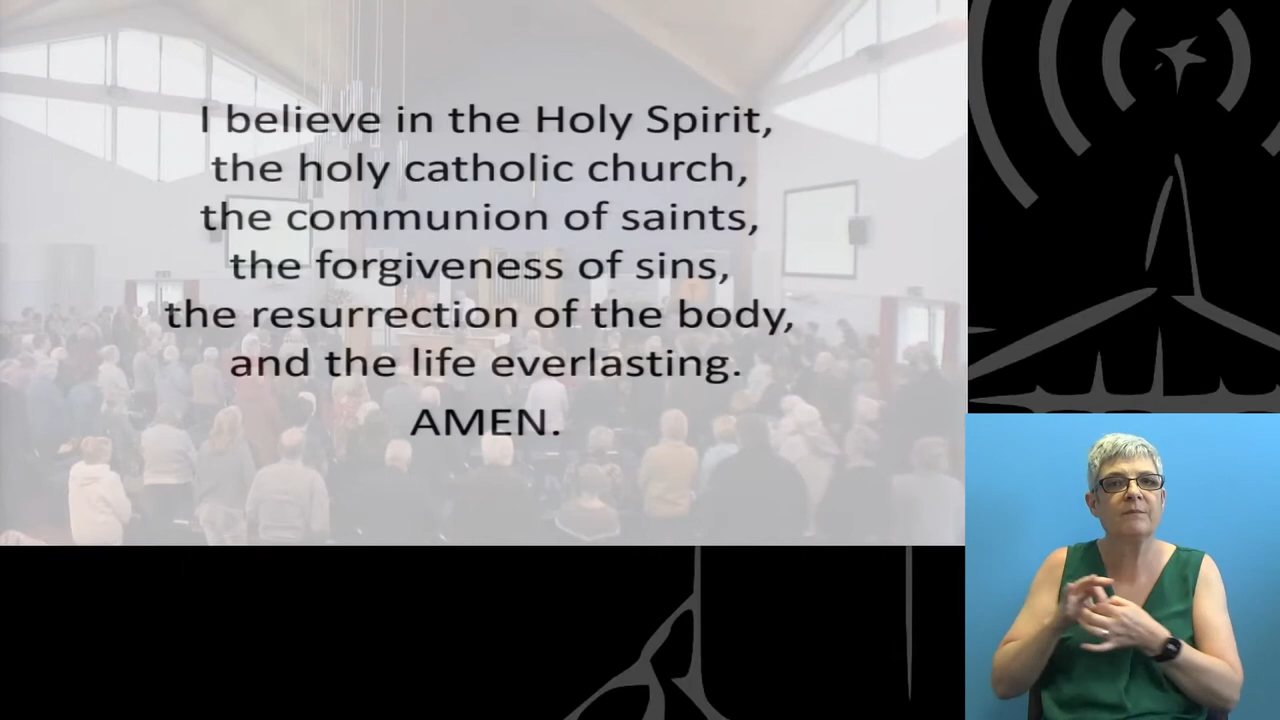 I believe in the Holy Spirit,
the holy catholic church,
the communion of saints,
the forgiveness of sins,
the resurrection of the body,
and the life everlasting.
AMEN.